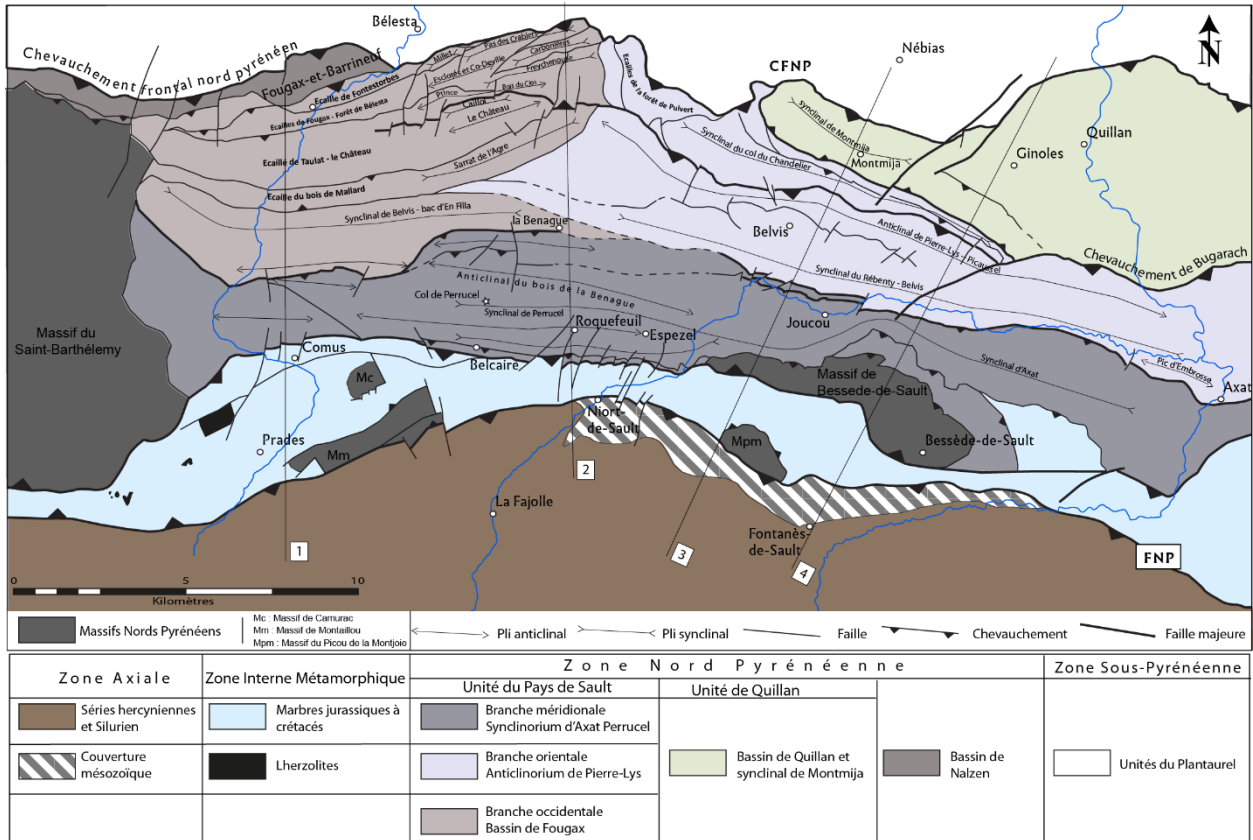 Bélesta
Chevauchement frontal nord pyrénéen
Fougax-et-Barrineuf
Ecaille de Fontestorbes
Ecailles de Fougax - Forêt de Bélesta
Millet
Pas des Crabiers
Esclozes et Co-Deville
Carbonières
Freychenoule
Prince
Bas du Clos
Caillol
Le Château
Ecailles de la forêt de Puivert
CFNP
Nébias
N
Synclinal de Montmija
Montmija
Quillan
Ginoles
Synclinal du col du Chandelier
Ecaille de Taulat - le Château
Sarrat de l'Agre
Ecaille du bois de Mallard
Synclinal de Belvis - bac d'En Filla
la Benague
Belvis
Anticlinal de Pierre-Lys - Picatassel
Synclinal du Rébenty - Belvis
Chevauchement de Bugarach
Anticlinal du bois de la Benague
Col de Perrucel
Synclinal de Perrucel
Roquefeuil
Espezel
Joucou
Synclinal d'Axat
Pic d'Embrossa
Axat
Massif du
Saint-Barthélemy
Comus
Belcaire
Mc
Massif de
Bessede-de-Sault
Bessède-de-Sault
Niort-
de-Sault
Mpm
Prades
Mm
La Fajolle
Fontanès-
de-Sault
FNP
1
2
3
4
0 5 10
Kilomètres
Massifs Nords Pyrénéens
Mc : Massif de Camurac
Mm : Massif de Montaillou
Mpm : Massif du Picou de la Montjoie
Pli anticlinal
Pli synclinal
Faille
Chevauchement
Faille majeure
Zone Axiale
Zone Interne Métamorphique
Zone Nord Pyrénéenne
Zone Sous-Pyrénéenne
Unité du Pays de Sault
Unité de Quillan
Séries hercyniennes
et Silurien
Marbres jurassiques à
crétacés
Branche méridionale
Synclinorium d'Axat Perrucel
Couverture
mésozoïque
Lherzolites
Branche orientale
Anticlinorium de Pierre-Lys
Bassin de Quillan et
synclinal de Montmija
Bassin de
Nalzen
Unités du Plantaurel
Branche occidentale
Bassin de Fougax